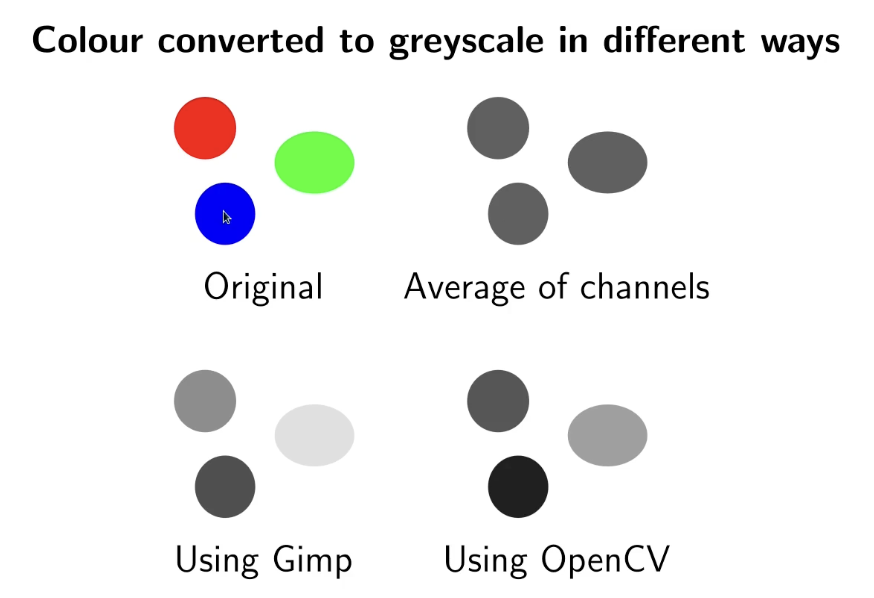 Colour converted to greyscale in different ways
Original
Average of channels
Using Gimp
Using OpenCV